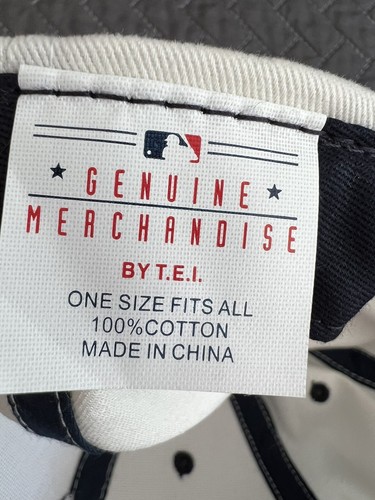 GENUINE
MERCHANDISE
BY T.E.I.
ONE SIZE FITS ALL
100%COTTON
MADE IN CHINA